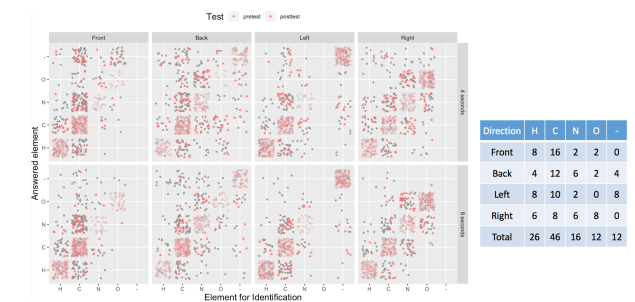 Test pretest posttest
Front Back Left Right
-
O
N
C
H
4 seconds
-
O
N
C
H
8 seconds
Answered element
H C N O - H C N O - H C N O - H C N O -
Element for Identification
Direction H C N O -
Front 8 16 2 2 0
Back 4 12 6 2 4
Left 8 10 2 0 8
Right 6 8 6 8 0
Total 26 46 16 12 12